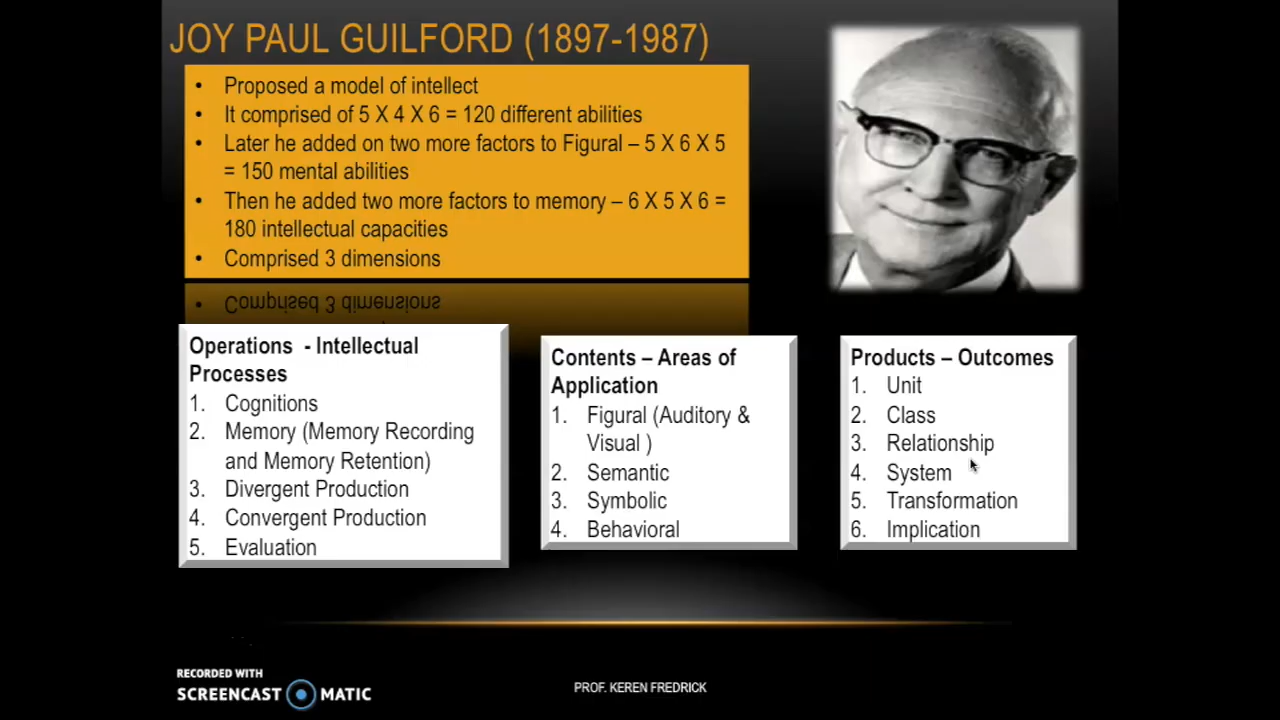 JOY PAUL GUILFORD (1897-1987)
• Proposed a model of intellect
• It comprised of 5 X 4 X 6 = 120 different abilities
• Later he added on two more factors to Figural – 5 X 6 X 5
= 150 mental abilities
• Then he added two more factors to memory – 6 X 5 X 6 =
180 intellectual capacities
• Comprised 3 dimensions
Operations - Intellectual
Processes
1. Cognitions
2. Memory (Memory Recording
and Memory Retention)
3. Divergent Production
4. Convergent Production
5. Evaluation
Contents – Areas of
Application
1. Figural (Auditory &
Visual )
2. Semantic
3. Symbolic
4. Behavioral
Products – Outcomes
1. Unit
2. Class
3. Relationship
4. System
5. Transformation
6. Implication
RECORDED WITH
SCREENCAST MATIC
PROF. KEREN FREDRICK